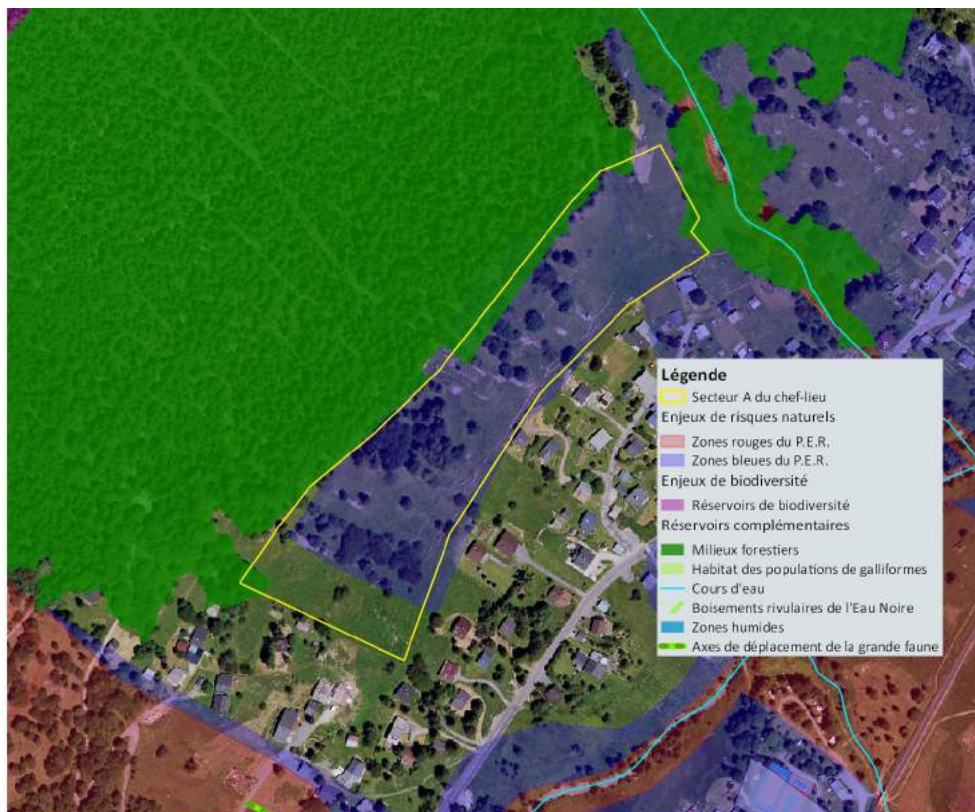 Légende
Secteur A du chef-lieu
Enjeux de risques naturels
Zones rouges du P.E.R.
Zones bleues du P.E.R.
Enjeux de biodiversité
Réservoirs de biodiversité
Réservoirs complémentaires
Milieux forestiers
Habitat des populations de galliformes
Cours d'eau
Boisements rivulaires de l'Eau Noire
Zones humides
Axes de déplacement de la grande faune